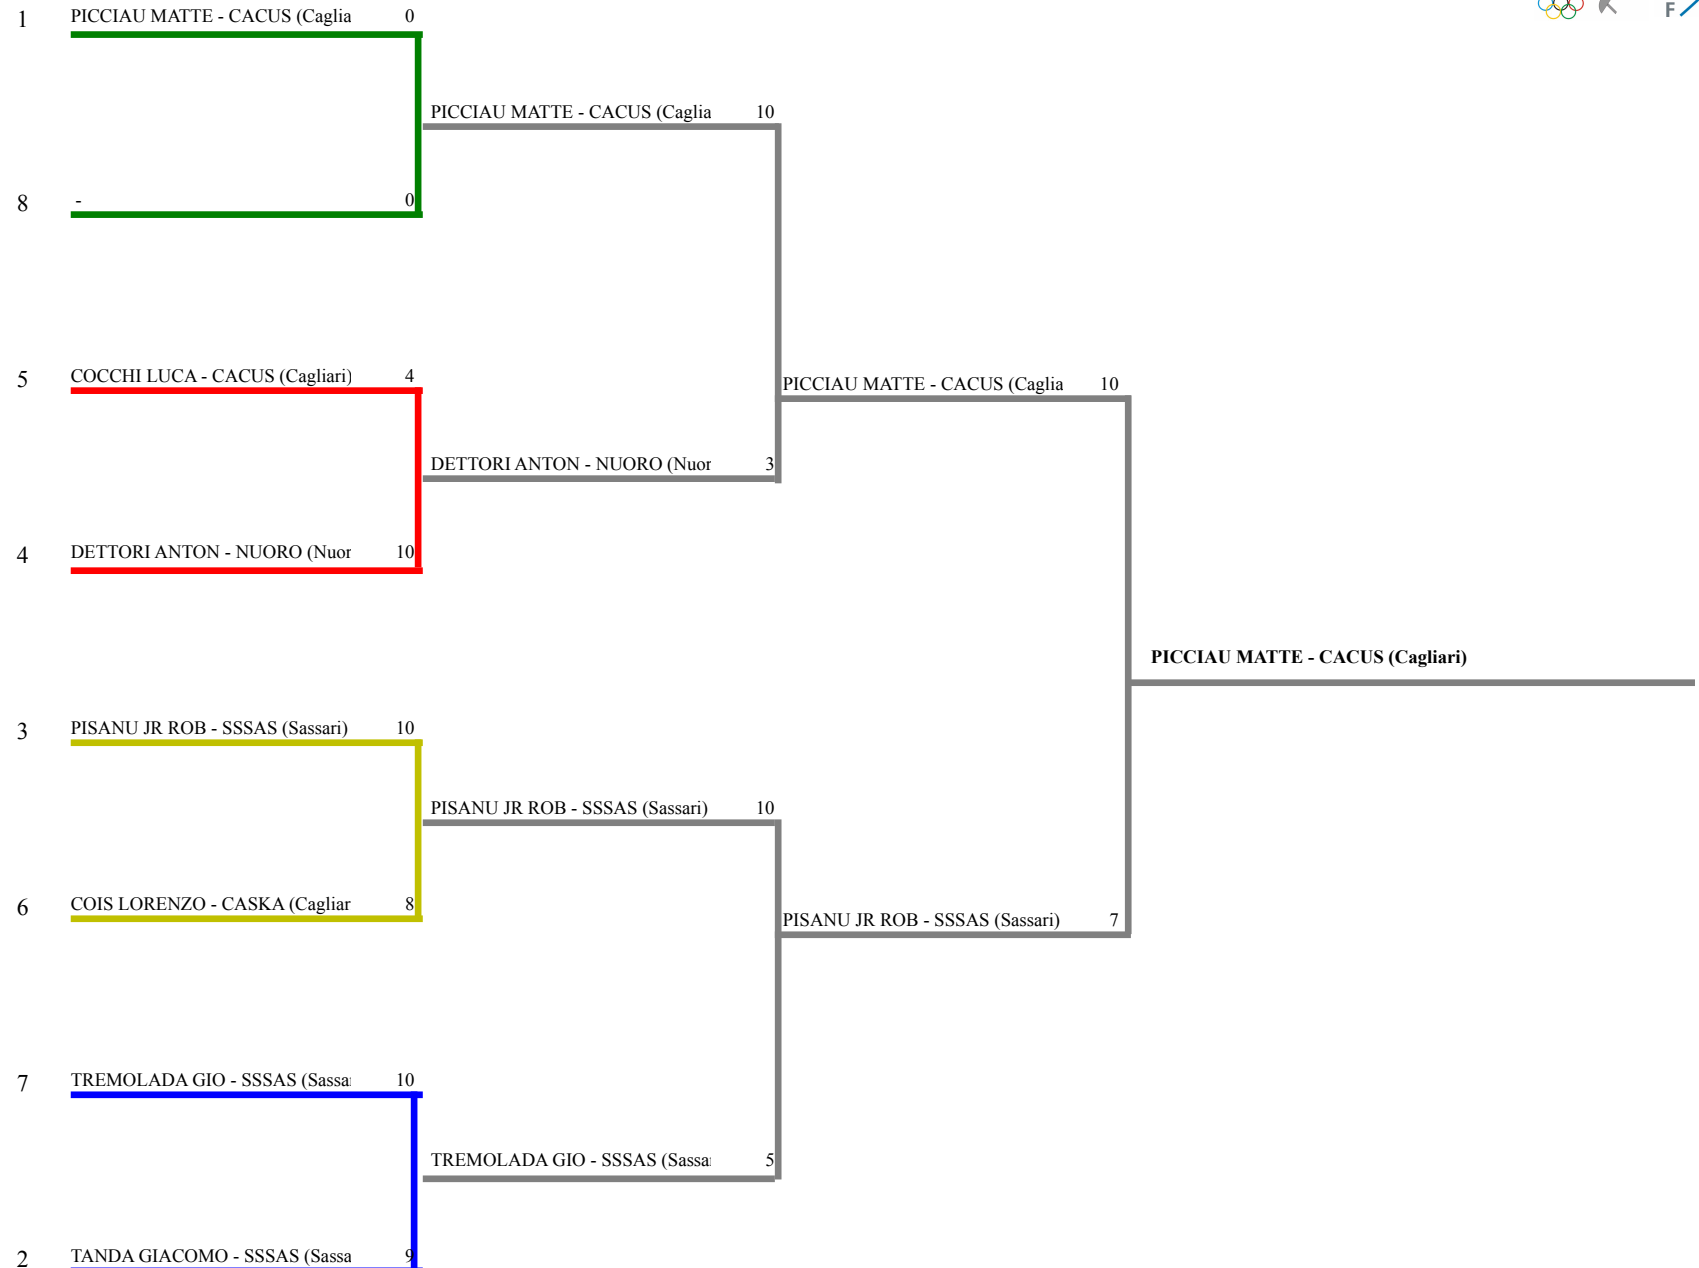 1 PICCIAU MATTE - CACUS (Caglia 0
F
PICCIAU MATTE - CACUS (Caglia 10
8 - 0
5 COCCHI LUCA - CACUS (Cagliari) 4
PICCIAU MATTE - CACUS (Caglia 10
DETTORI ANTON - NUORO (Nuor 3
4 DETTORI ANTON - NUORO (Nuor 10
PICCIAU MATTE - CACUS (Cagliari)
3 PISANU JR ROB - SSSAS (Sassari) 10
PISANU JR ROB - SSSAS (Sassari) 10
6 COIS LORENZO - CASKA (Cagliar 8
PISANU JR ROB - SSSAS (Sassari) 7
7 TREMOLADA GIO - SSSAS (Sassa 10
TREMOLADA GIO - SSSAS (Sassa 5
2 TANDA GIACOMO - SSSAS (Sassa 9